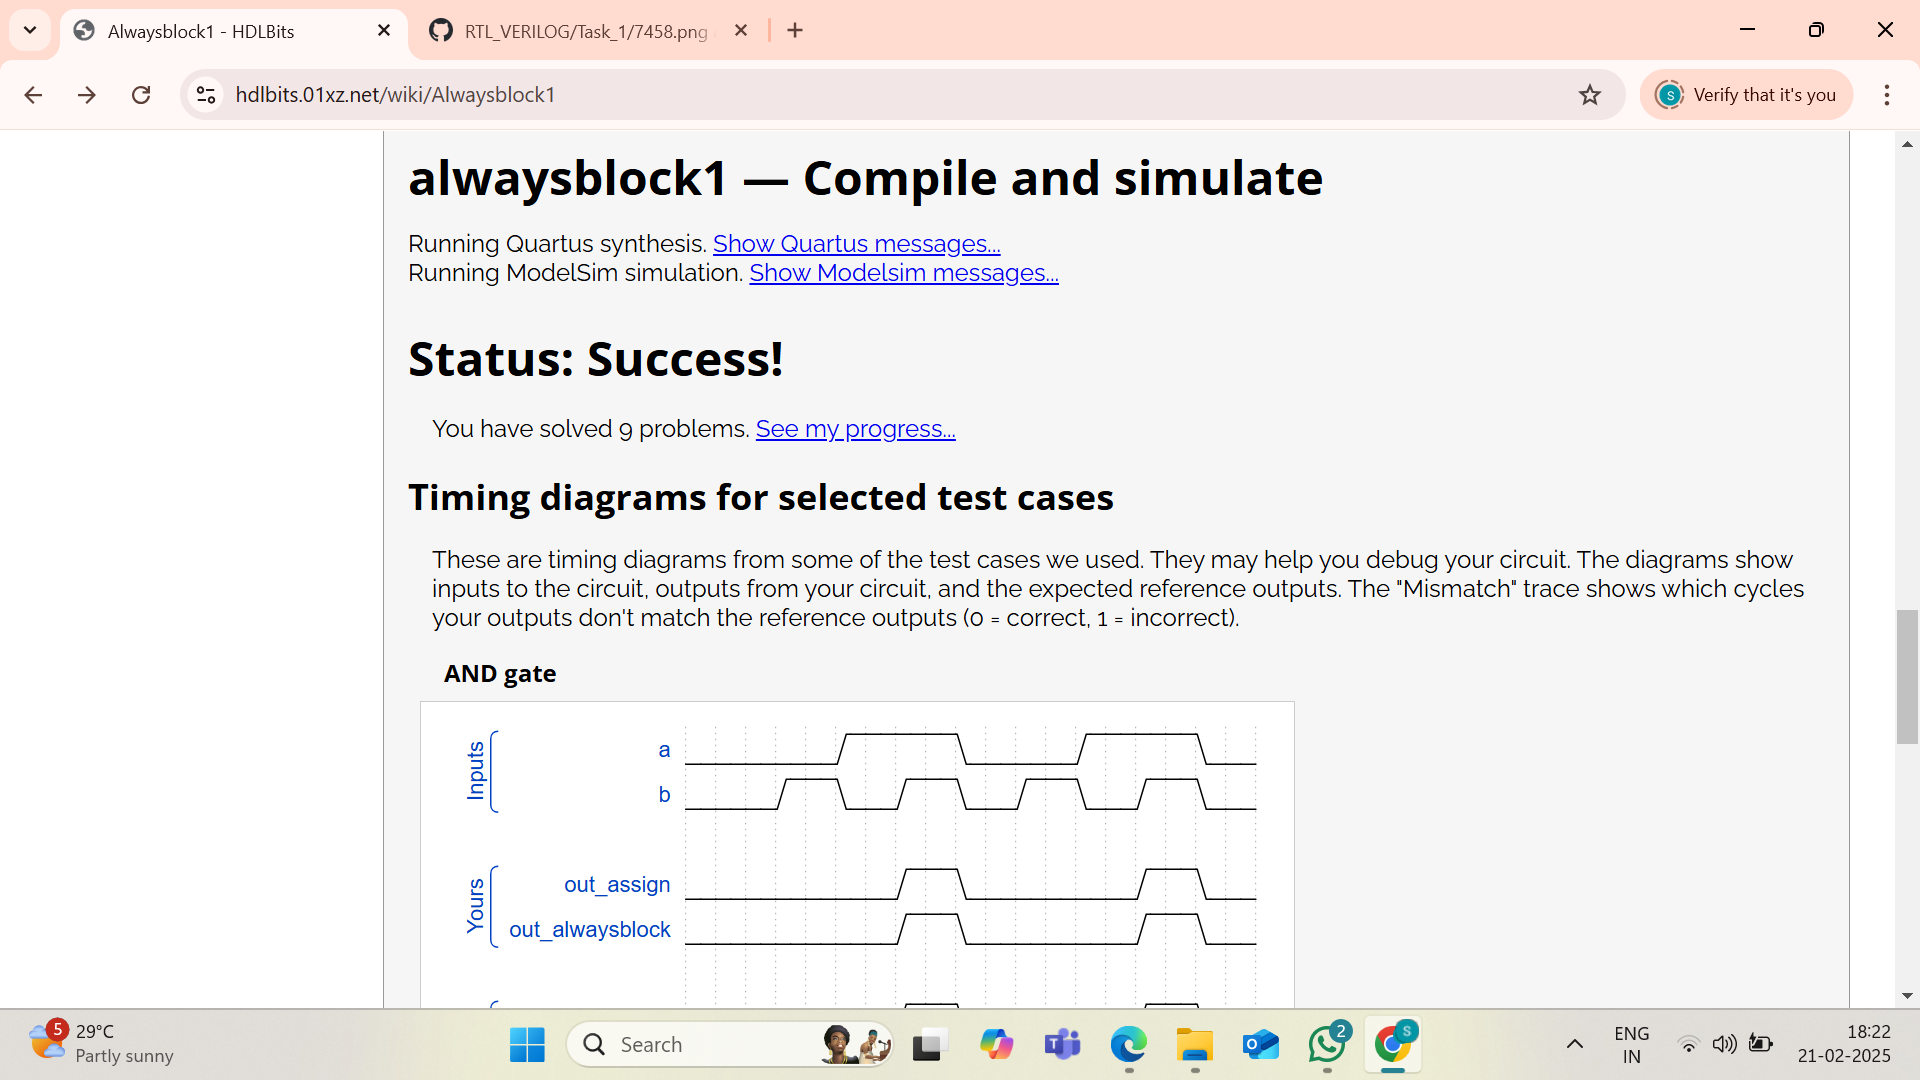 Alwaysblock1 - HDLBits
RTL_VERILOG/Task_1/7458.png
hdlbits.01xz.net/wiki/Alwaysblock1
S
Verify that it's you
alwaysblock1 — Compile and simulate
Running Quartus synthesis. Show Quartus messages...
Running ModelSim simulation. Show Modelsim messages...
Status: Success!
You have solved 9 problems. See my progress...
Timing diagrams for selected test cases
These are timing diagrams from some of the test cases we used. They may help you debug your circuit. The diagrams show
inputs to the circuit, outputs from your circuit, and the expected reference outputs. The "Mismatch" trace shows which cycles
your outputs don't match the reference outputs (0 = correct, 1 = incorrect).
AND gate
Inputs
a
b
Yours
out_assign
out_alwaysblock
5
29°C
Partly sunny
Search
2
S
ENG
IN
18:22
21-02-2025